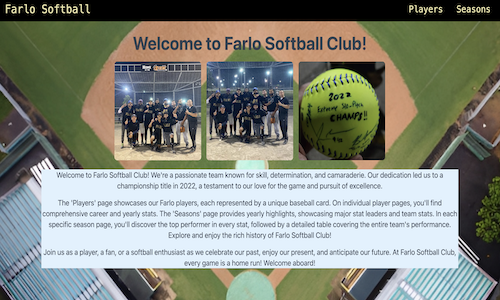 Farlo Softball
Players Seasons
Welcome to Farlo Softball Club!
2022
CHAMPS!!
Welcome to Farlo Softball Club! We're a passionate team known for skill, determination, and camaraderie. Our dedication led us to a
championship title in 2022, a testament to our love for the game and pursuit of excellence.
The 'Players' page showcases our Farlo players, each represented by a unique baseball card. On individual player pages, you'll find
comprehensive career and yearly stats. The 'Seasons' page provides yearly highlights, showcasing major stat leaders and team stats. In each
specific season page, you'll discover the top performer in every stat, followed by a detailed table covering the entire team's performance.
Explore and enjoy the rich history of Farlo Softball Club!
Join us as a player, a fan, or a softball enthusiast as we celebrate our past, enjoy our present, and anticipate our future. At Farlo Softball Club,
every game is a home run! Welcome aboard!